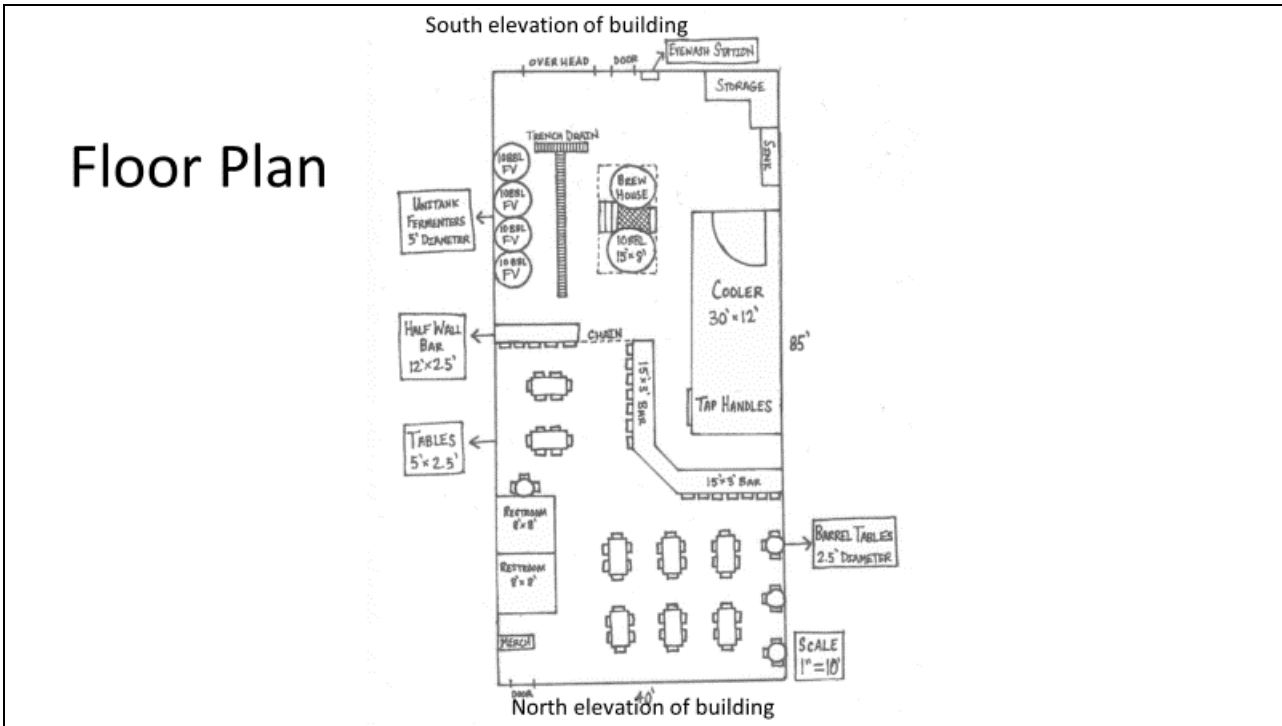 South elevation of building
Floor Plan
OVERHEAD
DOOR
EYEWASH STATION
STORAGE
TRENCH DRAIN
SINK
10BBL
FV
10BBL
FV
10BBL
FV
10BBL
FV
BREW
HOUSE
10BBL
15'x8'
UNITANK
FERMENTERS
5' DIAMETER
COOLER
30'x12'
85'
HALF WALL
BAR
12'x2.5'
CHAIN
15'x3' BAR
TAP HANDLES
TABLES
5'x2.5'
15'x3' BAR
RESTROOM
8'x8'
RESTROOM
8'x8'
BARREL TABLES
2.5' DIAMETER
MERCH
SCALE
1"=10'
DOOR
40'
North elevation of building